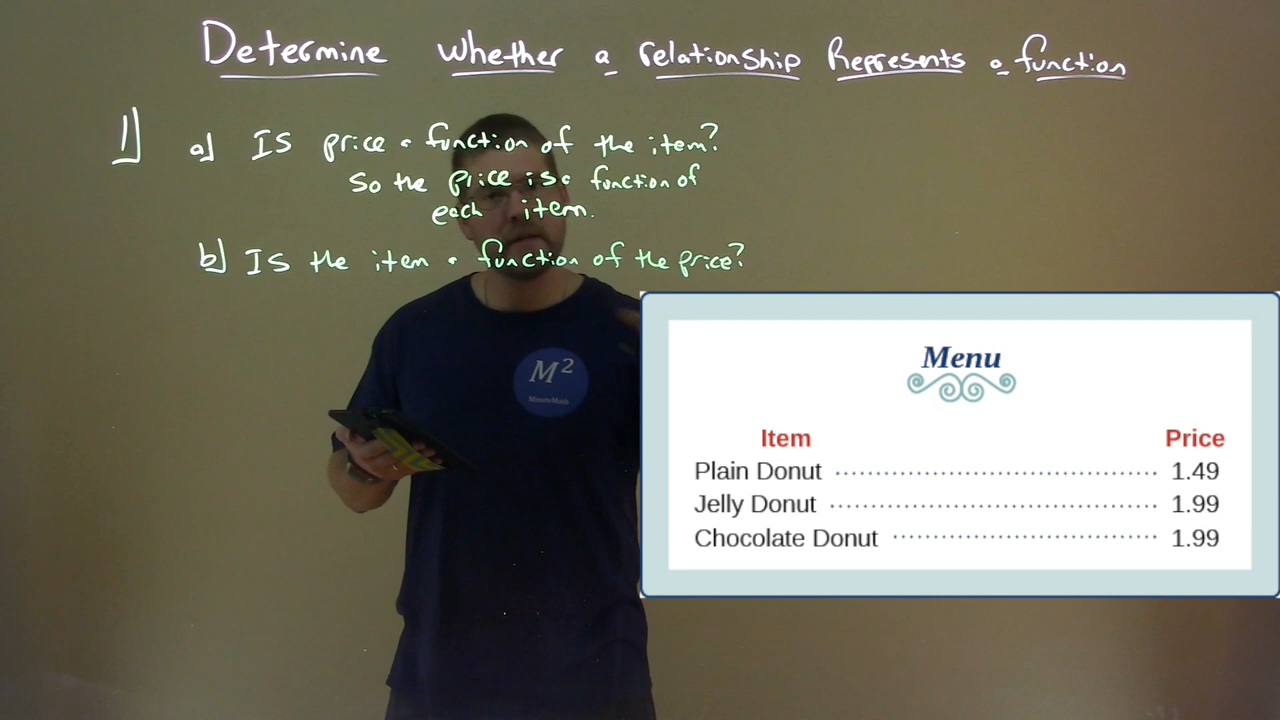 Determine whether a relationship Represents a function
1) a) Is price a function of the item?
So the price is a function of
each item.
b) Is the item a function of the price?
M²
MinuteMath
Menu
Item Price
Plain Donut 1.49
Jelly Donut 1.99
Chocolate Donut 1.99